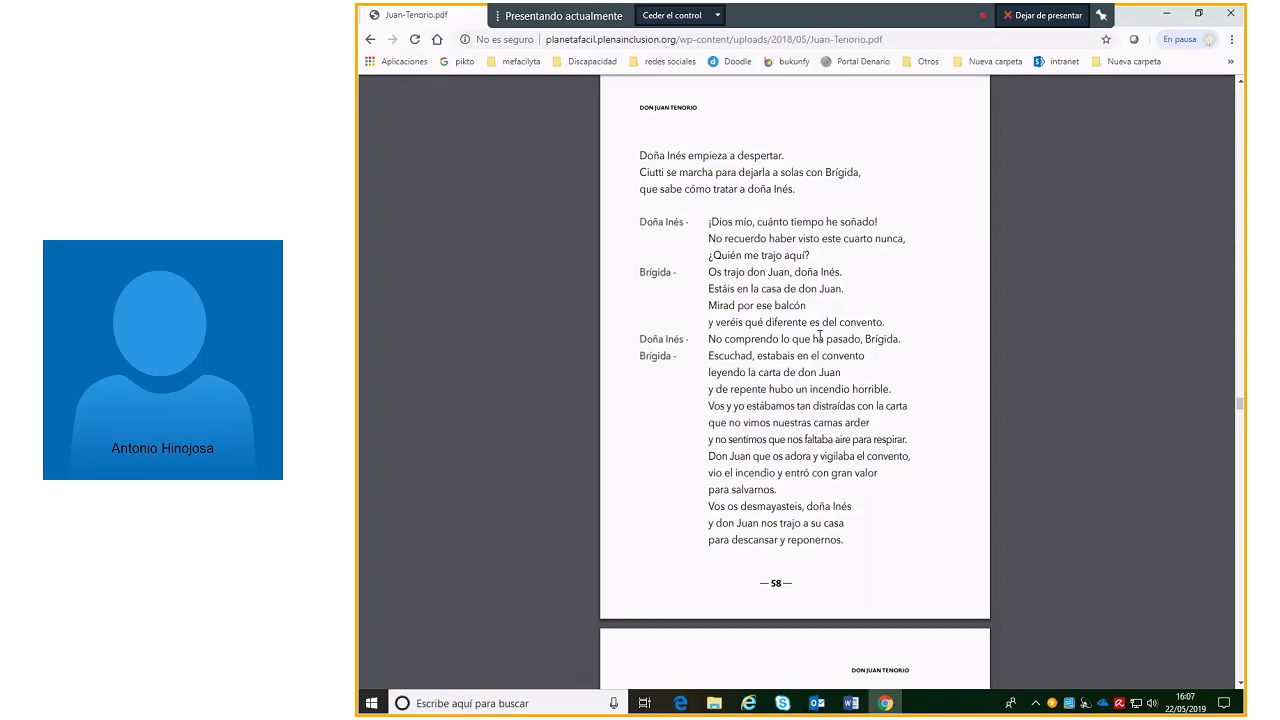 Juan-Tenorio.pdf
Presentando actualmente
Ceder el control
Dejar de presentar
No es seguro
planetafacil.plenainclusion.org/wp-content/uploads/2018/05/Juan-Tenorio.pdf
En pausa
Aplicaciones
pikto
mefacilyta
Discapacidad
redes sociales
Doodle
bukunfy
Portal Denario
Otros
Nueva carpeta
intranet
Nueva carpeta
»
DON JUAN TENORIO
Doña Inés empieza a despertar.
Ciutti se marcha para dejarla a solas con Brígida,
que sabe cómo tratar a doña Inés.
Doña Inés - ¡Dios mío, cuánto tiempo he soñado!
No recuerdo haber visto este cuarto nunca,
¿Quién me trajo aquí?
Brígida - Os trajo don Juan, doña Inés.
Estáis en la casa de don Juan.
Mirad por ese balcón
y veréis qué diferente es del convento.
Doña Inés - No comprendo lo que ha pasado, Brígida.
Brígida - Escuchad, estabais en el convento
leyendo la carta de don Juan
y de repente hubo un incendio horrible.
Vos y yo estábamos tan distraídas con la carta
que no vimos nuestras camas arder
y no sentimos que nos faltaba aire para respirar.
Don Juan que os adora y vigilaba el convento,
vio el incendio y entró con gran valor
para salvarnos.
Vos os desmayasteis, doña Inés
y don Juan nos trajo a su casa
para descansar y reponernos.
— 58 —
DON JUAN TENORIO
Antonio Hinojosa
Escribe aquí para buscar
16:07
22/05/2019